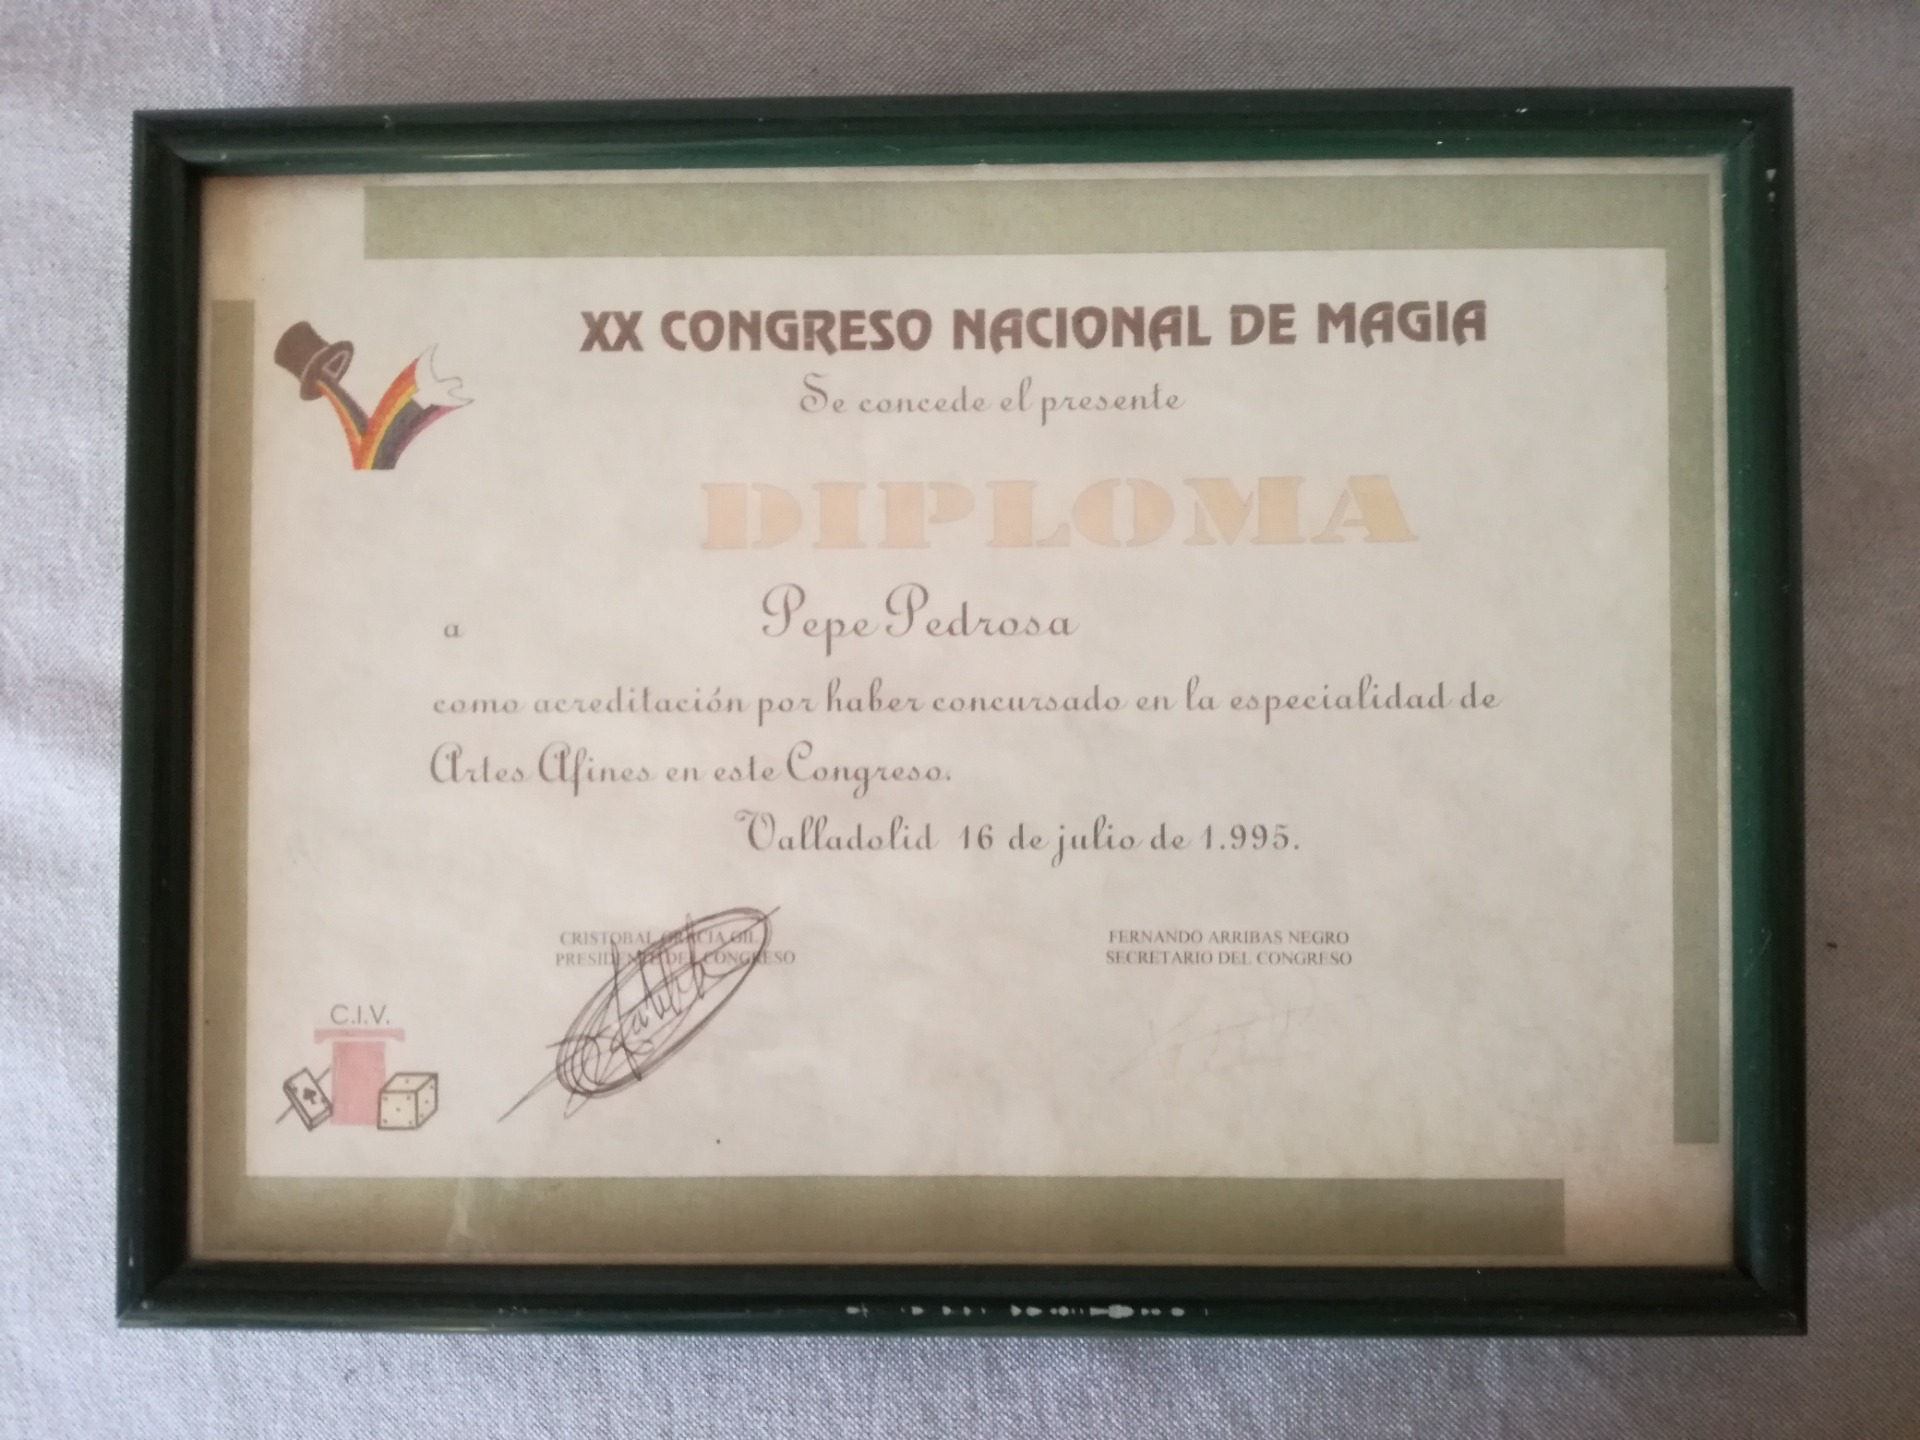 XX CONGRESO NACIONAL DE MAGIA
Se concede el presente
DIPLOMA
a Pepe Pedrosa
como acreditación por haber concursado en la especialidad de
Artes Afines en este Congreso.
Valladolid 16 de julio de 1.995.
CRISTOBAL GIL
PRESIDENTE DEL CONGRESO
FERNANDO ARRIBAS NEGRO
SECRETARIO DEL CONGRESO
C.I.V.